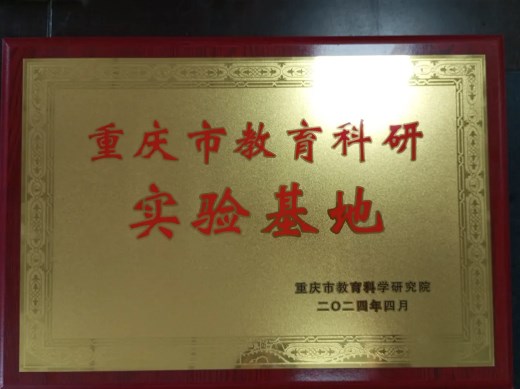 重庆市教育科研
实验基地
重庆市教育科学研究院
二〇二四年四月